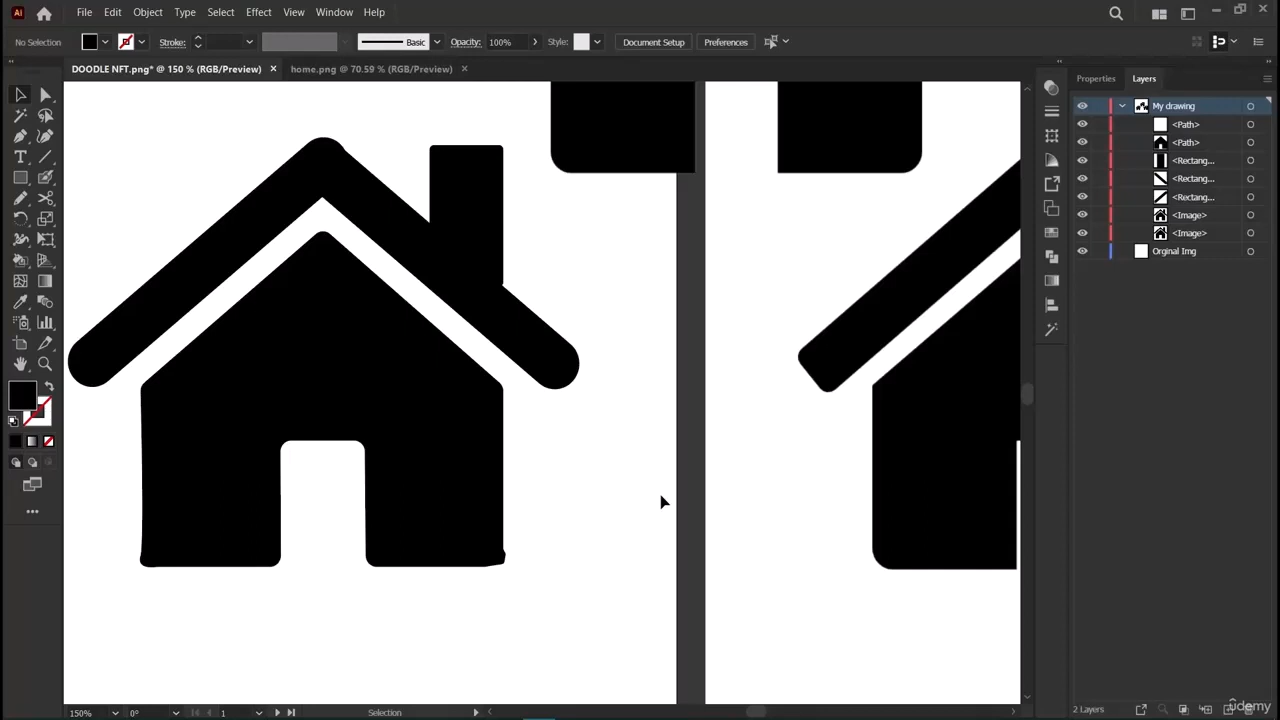 Ai File Edit Object Type Select Effect View Window Help
No Selection Stroke: Basic Opacity: 100% Style: Document Setup Preferences
DOODLE NFT.png* @ 150 % (RGB/Preview) × home.png @ 70.59 % (RGB/Preview) ×
Properties Layers
My drawing
<Path>
<Path>
<Rectang...
<Rectang...
<Rectang...
<Image>
<Image>
Orginal Img
150% 0° 1 Selection
2 Layers
udemy